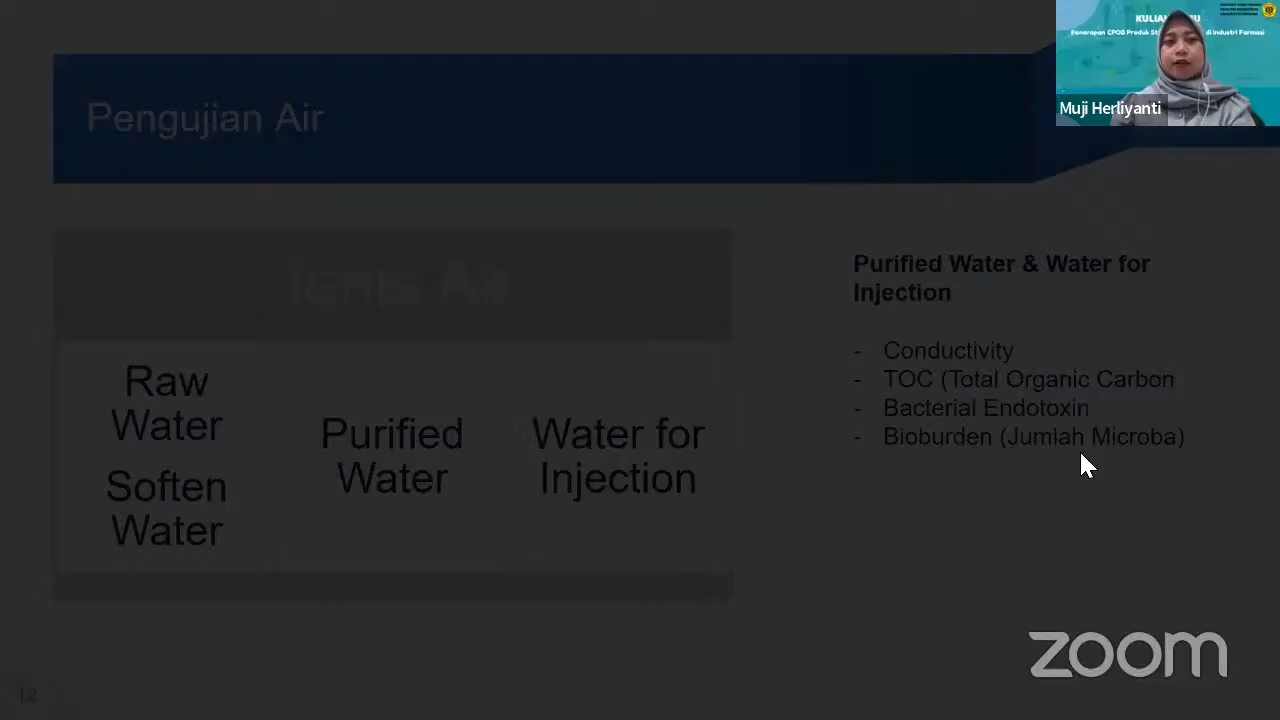 Pengujian Air
Jenis Air
Raw
Water
Soften
Water
Purified
Water
Water for
Injection
Purified Water & Water for
Injection
- Conductivity
- TOC (Total Organic Carbon
- Bacterial Endotoxin
- Bioburden (Jumlah Microba)
Muji Herliyanti
zoom
12